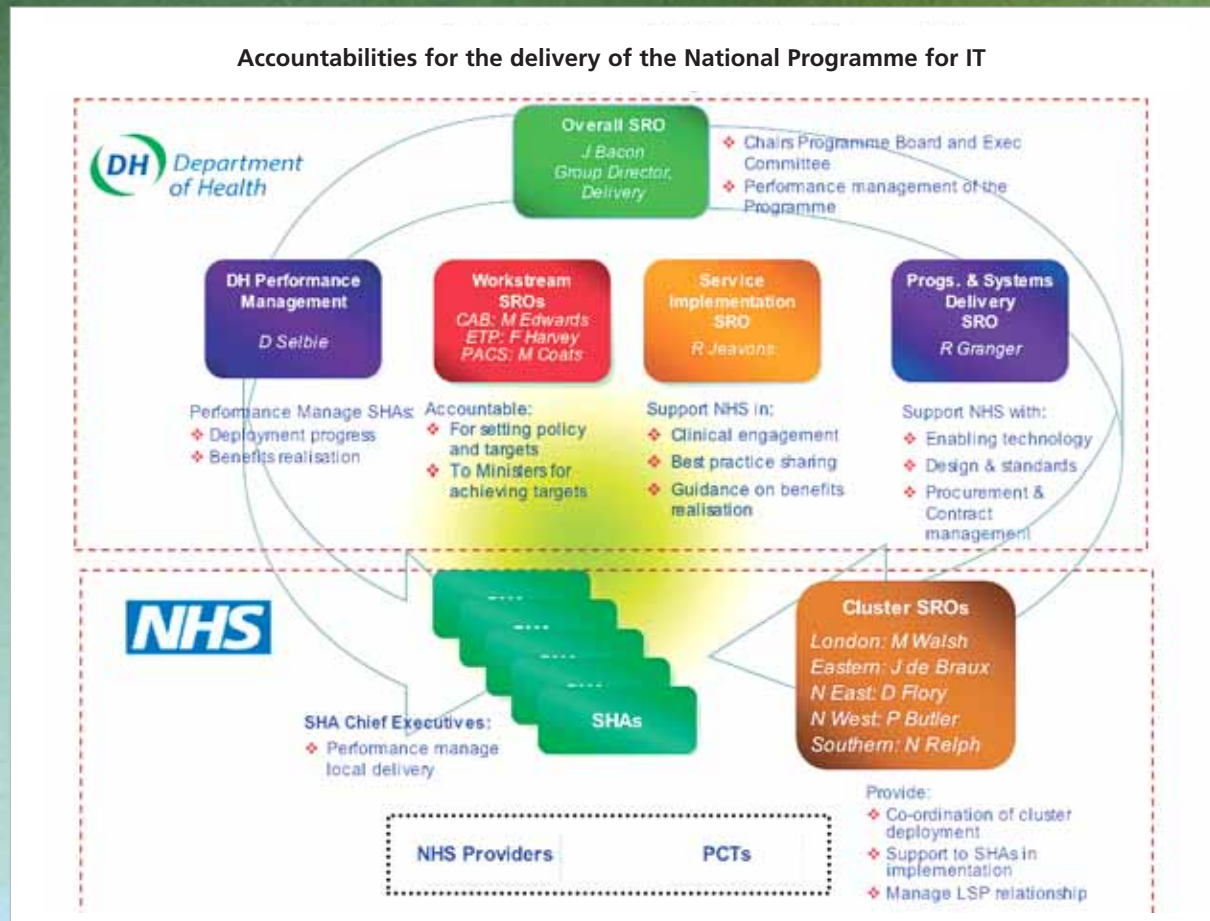 Accountabilities for the delivery of the National Programme for IT
DH Department
of Health
Overall SRO
J Bacon
Group Director,
Delivery
❖ Chairs Programme Board and Exec
Committee
❖ Performance management of the
Programme
DH Performance
Management
D Selbie
Workstream
SROs
CAB: M Edwards
ETP: F Harvey
PACS: M Coats
Service
Implementation
SRO
R Jeavons
Progs. & Systems
Delivery
SRO
R Granger
Performance Manage SHAs:
❖ Deployment progress
❖ Benefits realisation
Accountable:
❖ For setting policy
and targets
❖ To Ministers for
achieving targets
Support NHS in:
❖ Clinical engagement
❖ Best practice sharing
❖ Guidance on benefits
realisation
Support NHS with:
❖ Enabling technology
❖ Design & standards
❖ Procurement &
Contract
management
NHS
SHAs
SHA Chief Executives:
❖ Performance manage
local delivery
Cluster SROs
London: M Walsh
Eastern: J de Braux
N East: D Flory
N West: P Butler
Southern: N Relph
Provide:
❖ Co-ordination of cluster
deployment
❖ Support to SHAs in
implementation
❖ Manage LSP relationship
NHS Providers
PCTs